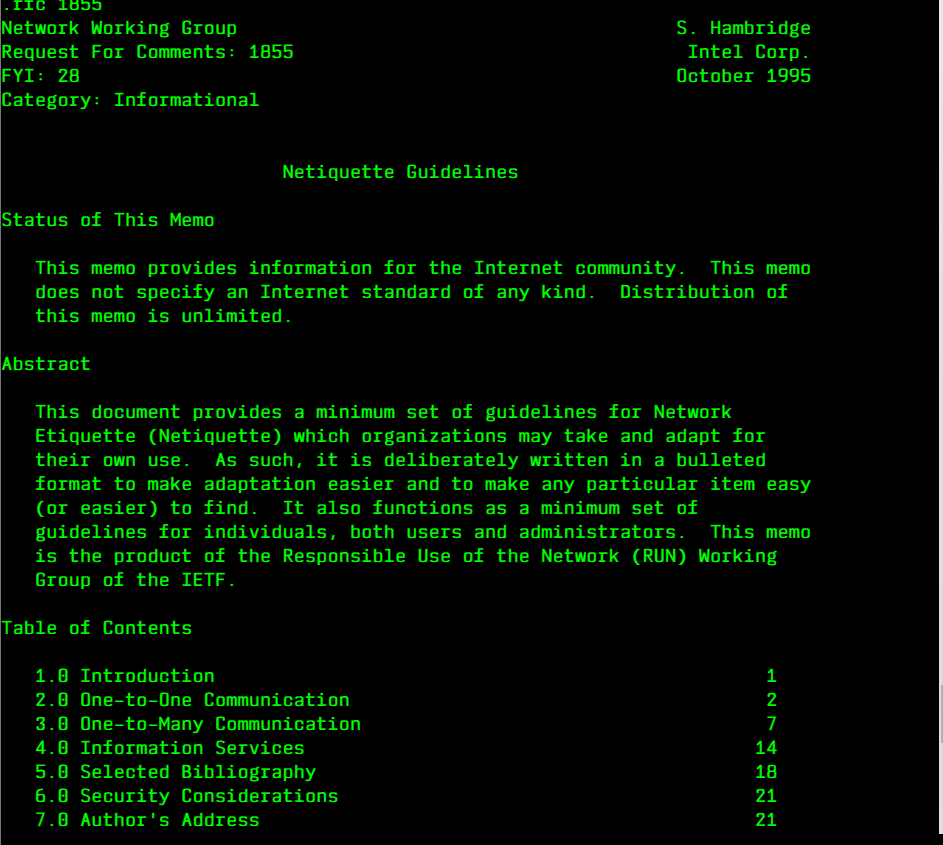 .rfc 1855
Network Working Group                                       S. Hambridge
Request For Comments: 1855                                   Intel Corp.
FYI: 28                                                     October 1995
Category: Informational
Netiquette Guidelines
Status of This Memo
This memo provides information for the Internet community.  This memo
does not specify an Internet standard of any kind.  Distribution of
this memo is unlimited.
Abstract
This document provides a minimum set of guidelines for Network
Etiquette (Netiquette) which organizations may take and adapt for
their own use.  As such, it is deliberately written in a bulleted
format to make adaptation easier and to make any particular item easy
(or easier) to find.  It also functions as a minimum set of
guidelines for individuals, both users and administrators.  This memo
is the product of the Responsible Use of the Network (RUN) Working
Group of the IETF.
Table of Contents
1.0 Introduction                                                 1
2.0 One-to-One Communication                                     2
3.0 One-to-Many Communication                                    7
4.0 Information Services                                        14
5.0 Selected Bibliography                                       18
6.0 Security Considerations                                     21
7.0 Author's Address                                            21